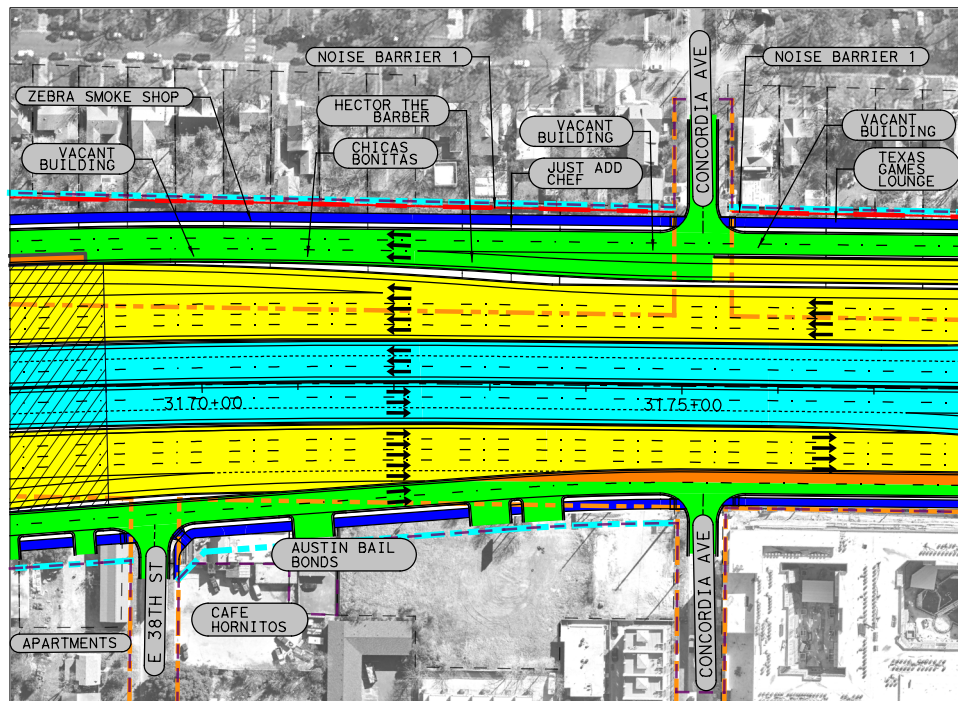 NOISE BARRIER 1
CONCORDIA AVE
NOISE BARRIER 1
ZEBRA SMOKE SHOP
HECTOR THE
BARBER
VACANT
BUILDING
VACANT
BUILDING
VACANT
BUILDING
CHICAS
BONITAS
JUST ADD
CHEF
TEXAS
GAMES
LOUNGE
3170+00
3175+00
AUSTIN BAIL
BONDS
E 38TH ST
CAFE
HORNITOS
CONCORDIA AVE
APARTMENTS